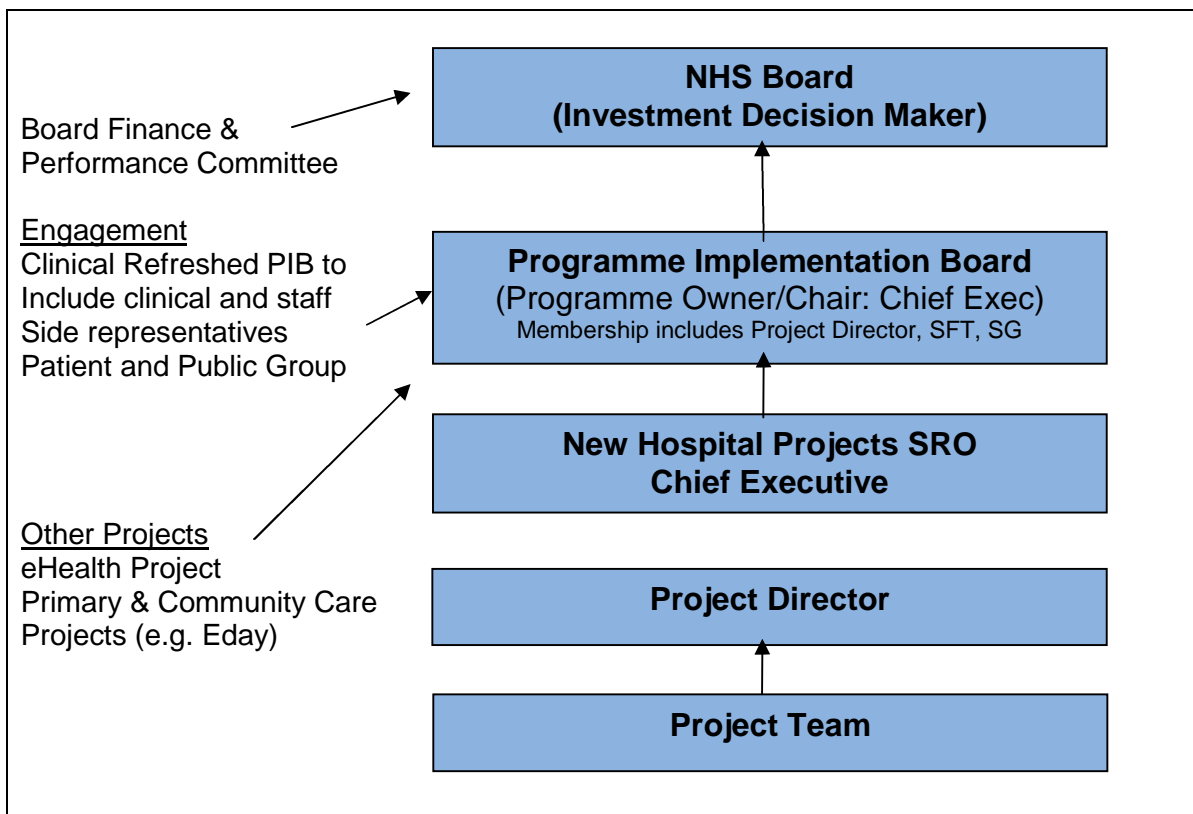 NHS Board
(Investment Decision Maker)
Board Finance &
Performance Committee
Engagement
Clinical Refreshed PIB to
Include clinical and staff
Side representatives
Patient and Public Group
Programme Implementation Board
(Programme Owner/Chair: Chief Exec)
Membership includes Project Director, SFT, SG
New Hospital Projects SRO
Chief Executive
Other Projects
eHealth Project
Primary & Community Care
Projects (e.g. Eday)
Project Director
Project Team